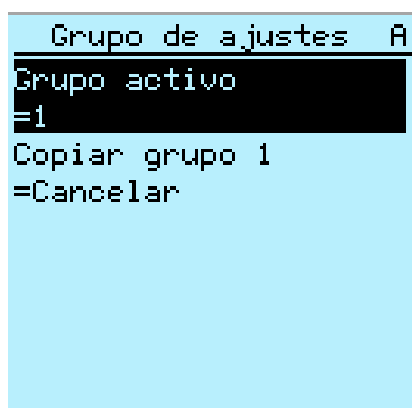 Grupo de ajustes A
Grupo activo
=1
Copiar grupo 1
=Cancelar